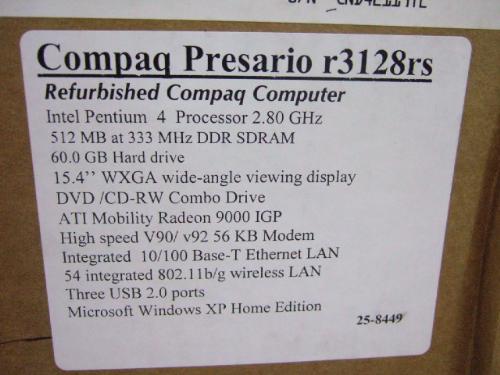 Compaq Presario r3128rs
Refurbished Compaq Computer
Intel Pentium 4 Processor 2.80 GHz
512 MB at 333 MHz DDR SDRAM
60.0 GB Hard drive
15.4’’ WXGA wide-angle viewing display
DVD /CD-RW Combo Drive
ATI Mobility Radeon 9000 IGP
High speed V90/ v92 56 KB Modem
Integrated 10/100 Base-T Ethernet LAN
54 integrated 802.11b/g wireless LAN
Three USB 2.0 ports
Microsoft Windows XP Home Edition
25-8449